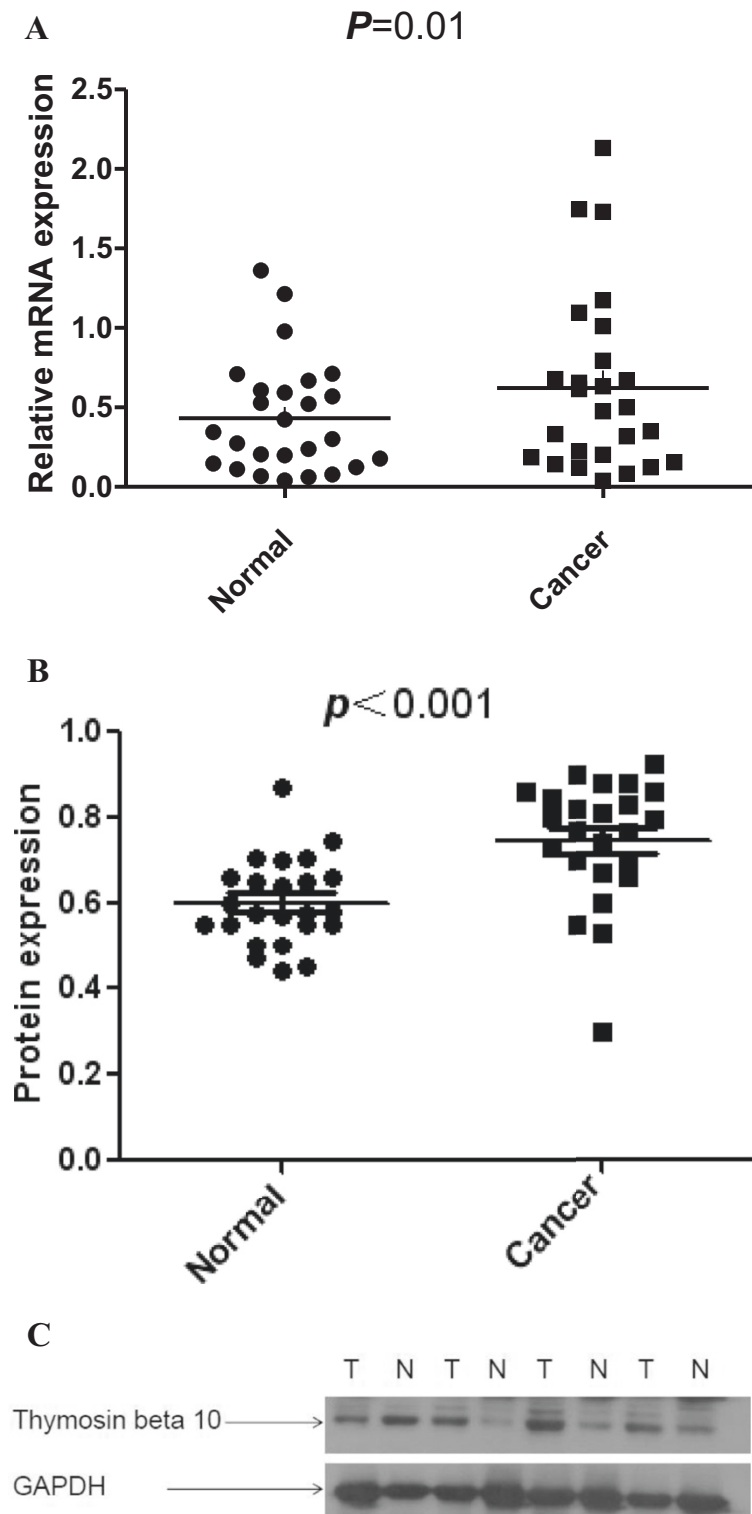 A
P=0.01
Relative mRNA expression
2.5
2.0
1.5
1.0
0.5
0.0
Normal
Cancer
B
p<0.001
Protein expression
1.0
0.8
0.6
0.4
0.2
0.0
Normal
Cancer
C
T N T N T N T N
Thymosin beta 10
GAPDH